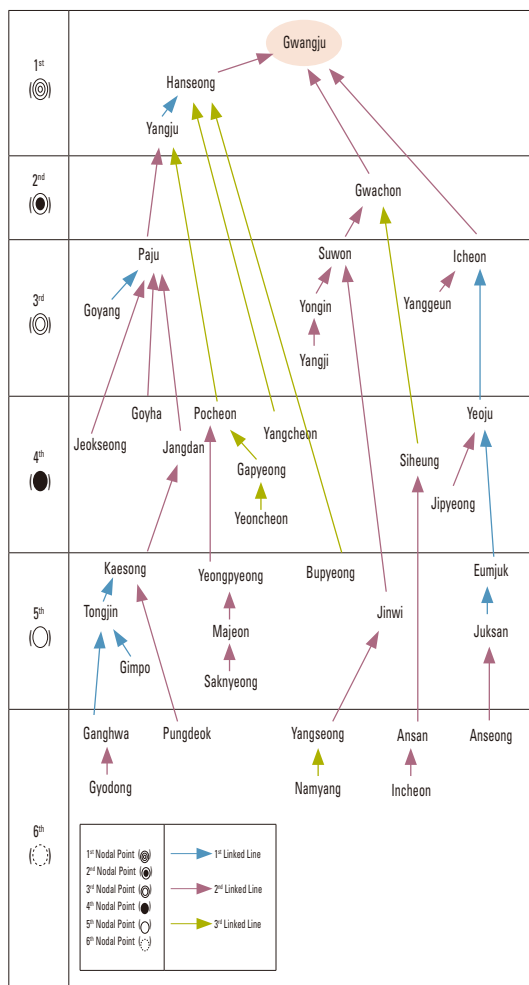 1st
Gwangju
Hanseong
Yangju
2nd
Gwachon
3rd
Paju
Suwon
Icheon
Goyang
Yongin
Yanggeun
Yangji
4th
Goyha
Pocheon
Yangcheon
Yeoju
Jeokseong
Jangdan
Siheung
Gapyeong
Jipyeong
Yeoncheon
5th
Kaesong
Yeongpyeong
Bupyeong
Eumjuk
Tongjin
Jinwi
Majeon
Juksan
Gimpo
Saknyeong
6th
Ganghwa
Pungdeok
Yangseong
Ansan
Anseong
Gyodong
Namyang
Incheon
1st Nodal Point ( )
2nd Nodal Point ( )
3rd Nodal Point ( )
4th Nodal Point ( )
5th Nodal Point ( )
6th Nodal Point ( )
1st Linked Line
2nd Linked Line
3rd Linked Line